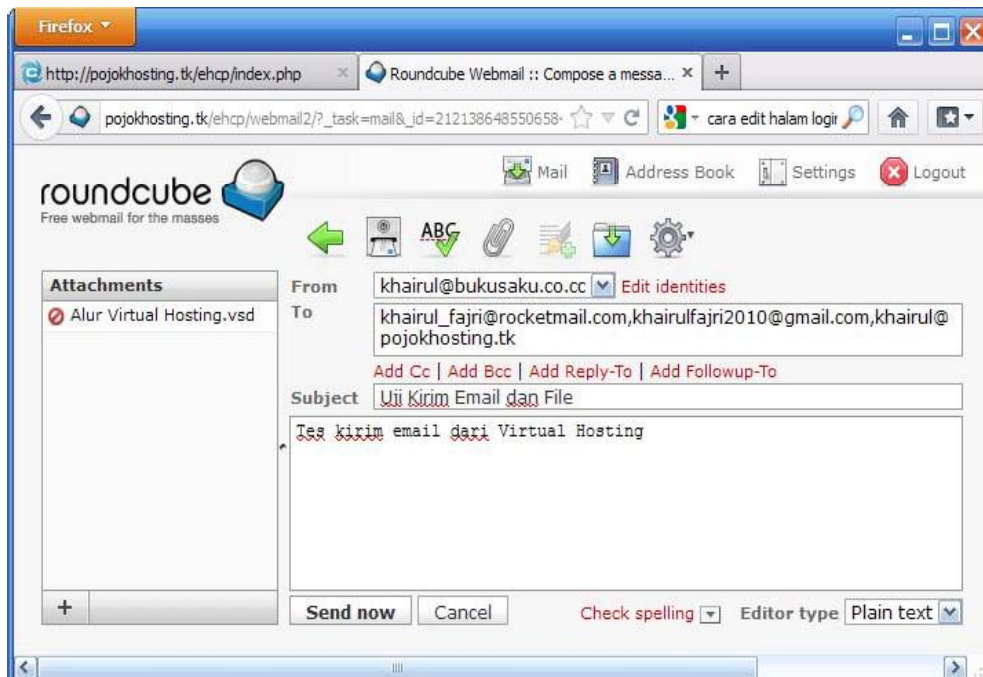 Firefox
http://pojokhosting.tk/ehcp/index.php
Roundcube Webmail :: Compose a messa...
pojokhosting.tk/ehcp/webmail2/?_task=mail&_id=212138648550658
cara edit halam login
roundcube
Free webmail for the masses
Mail Address Book Settings Logout
ABC
Attachments
Alur Virtual Hosting.vsd
From khairul@bukusaku.co.cc Edit identities
To khairul_fajri@rocketmail.com,khairulfajri2010@gmail.com,khairul@
pojokhosting.tk
Add Cc | Add Bcc | Add Reply-To | Add Followup-To
Subject Uji Kirim Email dan File
Tes kirim email dari Virtual Hosting
+
Send now Cancel Check spelling Editor type Plain text